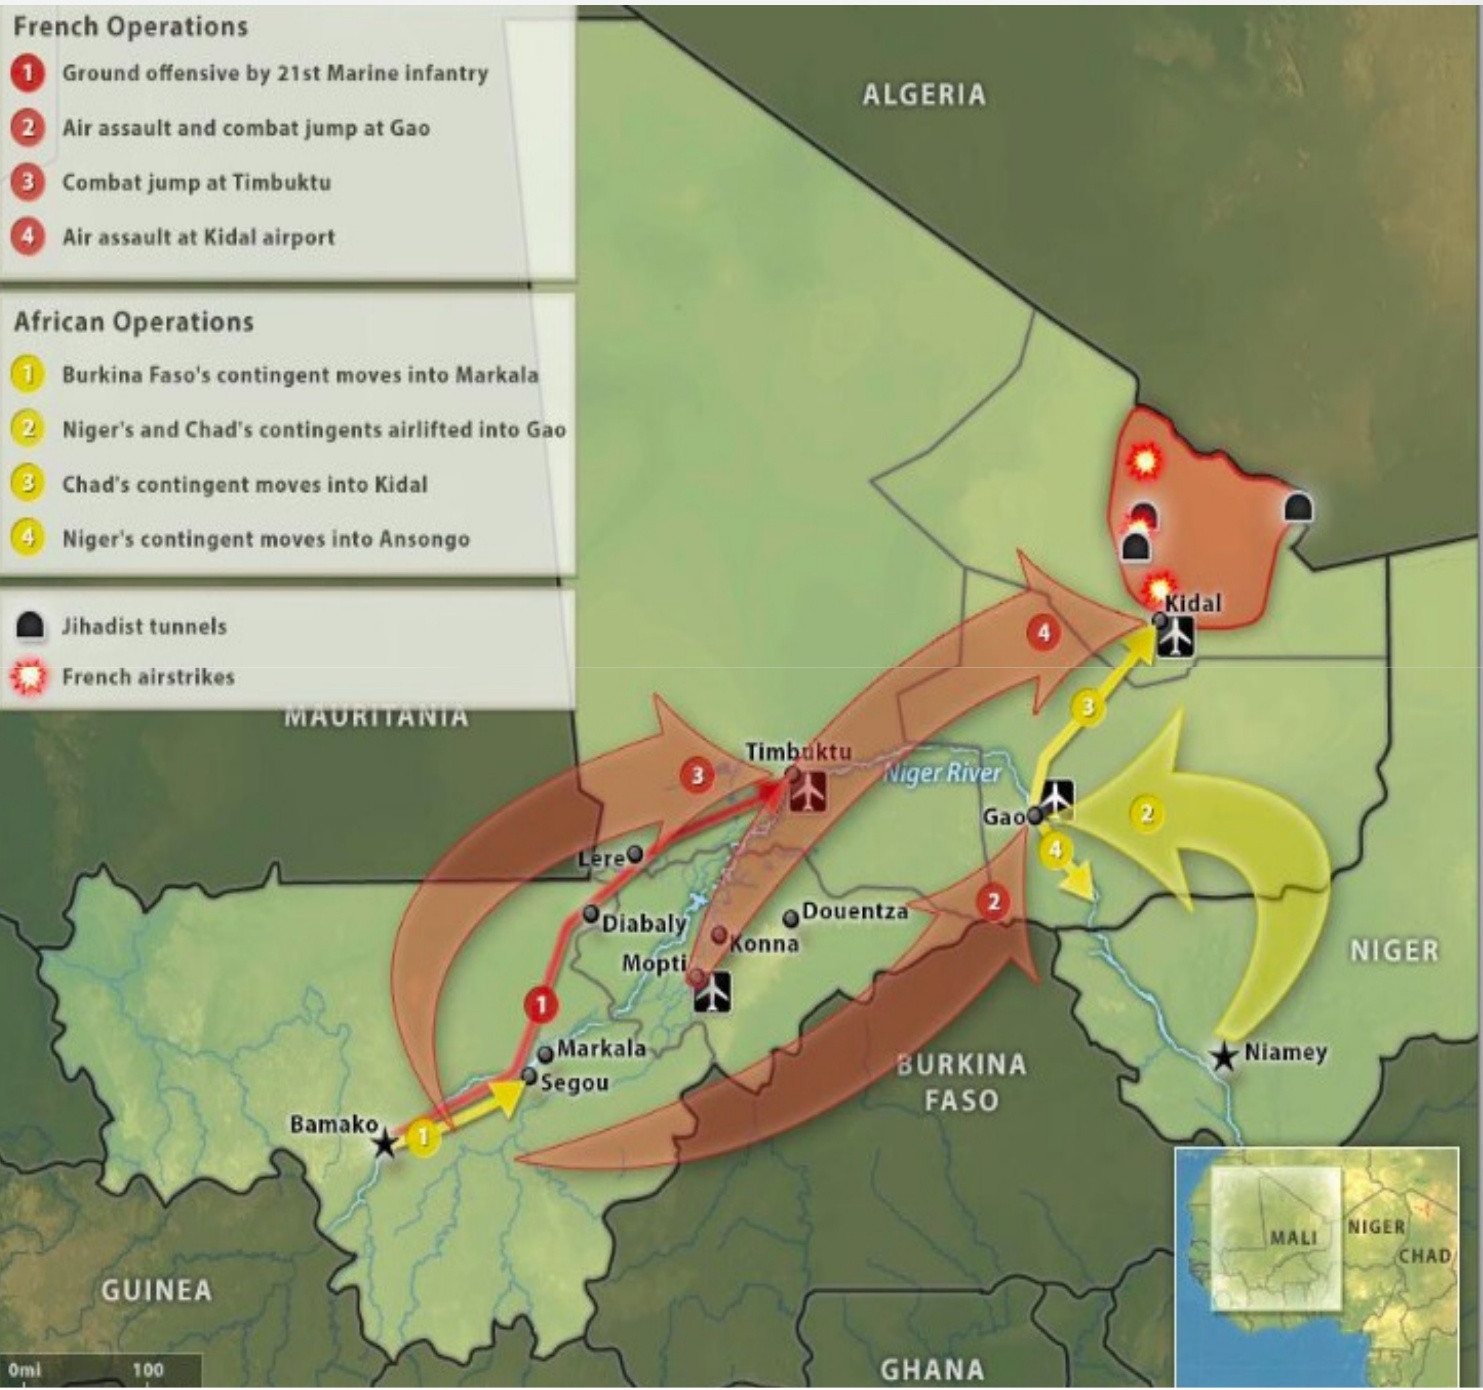 French Operations
1 Ground offensive by 21st Marine infantry
2 Air assault and combat jump at Gao
3 Combat jump at Timbuktu
4 Air assault at Kidal airport
African Operations
1 Burkina Faso's contingent moves into Markala
2 Niger's and Chad's contingents airlifted into Gao
3 Chad's contingent moves into Kidal
4 Niger's contingent moves into Ansongo
Jihadist tunnels
French airstrikes
ALGERIA
MAURITANIA
Kidal
4
3
Timbuktu
3
Niger River
Gao
2
4
Lere
2
Diabaly
Douentza
Konna
Mopti
NIGER
1
Markala
Segou
BURKINA
FASO
Niamey
Bamako
1
GUINEA
GHANA
MALI
NIGER
CHAD
0mi 100